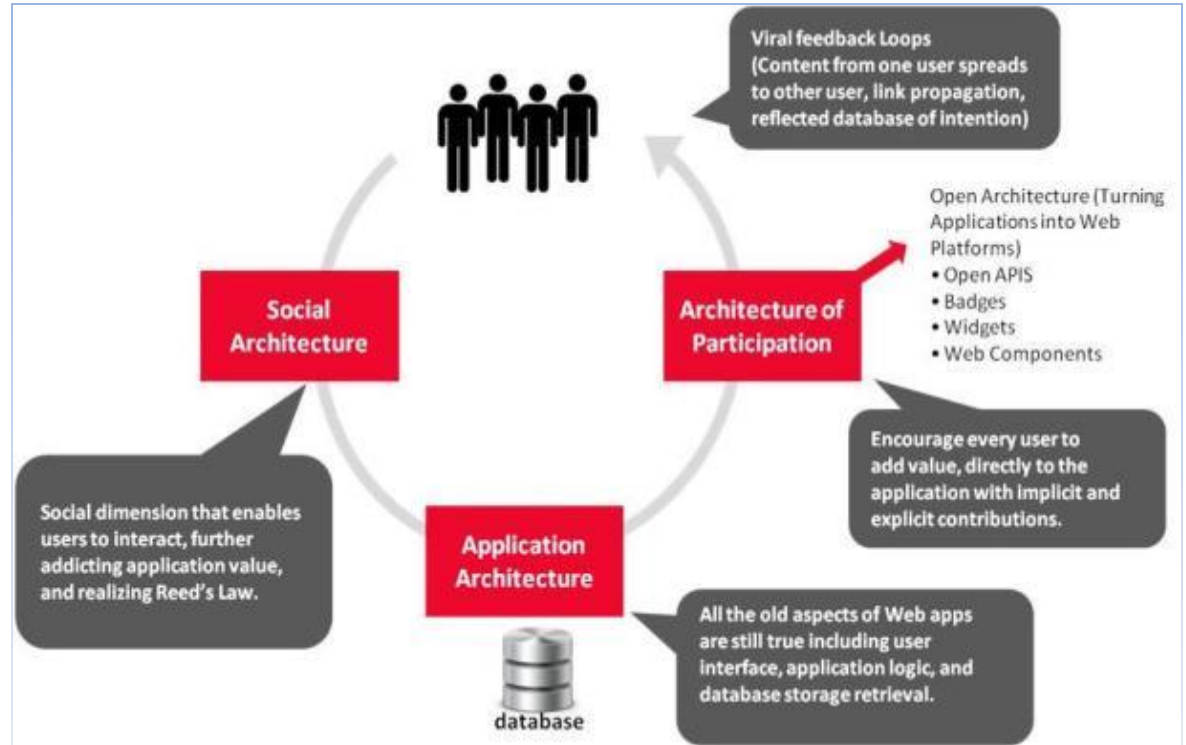 Viral feedback Loops
(Content from one user spreads
to other user, link propagation,
reflected database of intention)
Open Architecture (Turning
Applications into Web
Platforms)
• Open APIS
• Badges
• Widgets
• Web Components
Social
Architecture
Architecture of
Participation
Encourage every user to
add value, directly to the
application with implicit and
explicit contributions.
Social dimension that enables
users to interact, further
addicting application value,
and realizing Reed's Law.
Application
Architecture
All the old aspects of Web apps
are still true including user
interface, application logic, and
database storage retrieval.
database